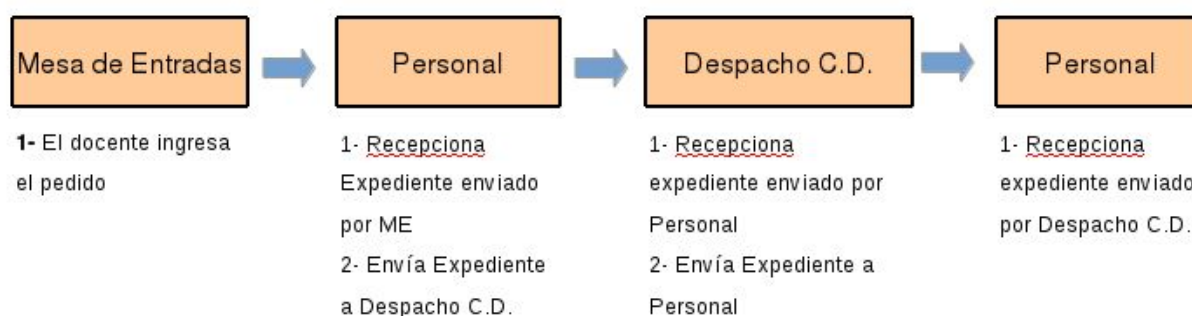 Mesa de Entradas
Personal
Despacho C.D.
Personal
1- El docente ingresa
el pedido
1- Recepciona
Expediente enviado
por ME
2- Envía Expediente
a Despacho C.D.
1- Recepciona
expediente enviado por
Personal
2- Envía Expediente a
Personal
1- Recepciona
expediente enviado
por Despacho C.D.